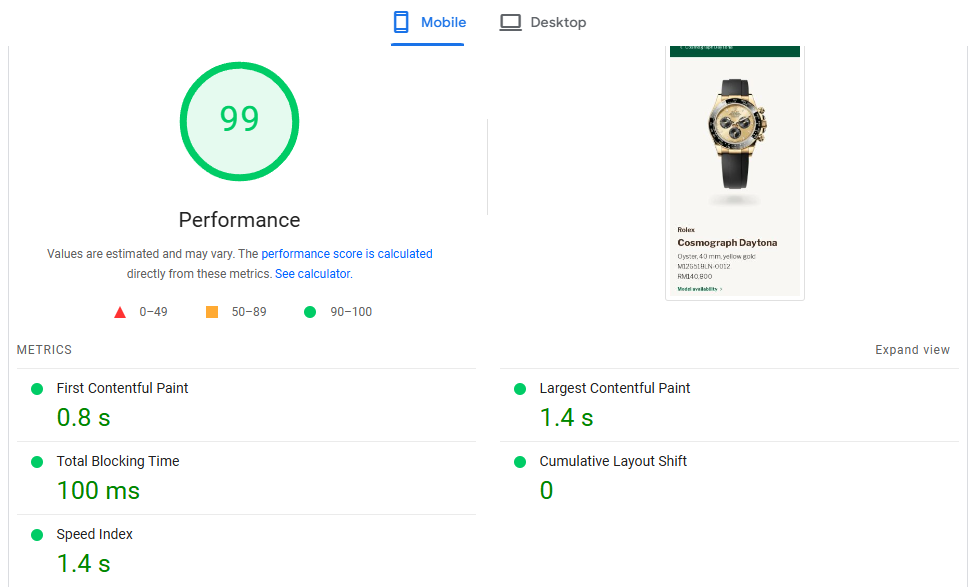 Mobile
Desktop
99
Performance
Values are estimated and may vary. The performance score is calculated
directly from these metrics. See calculator.
0–49
50–89
90–100
Rolex
Cosmograph Daytona
Oyster, 40 mm, yellow gold
RM140,800
Model availability
METRICS
Expand view
First Contentful Paint
0.8 s
Largest Contentful Paint
1.4 s
Total Blocking Time
100 ms
Cumulative Layout Shift
0
Speed Index
1.4 s